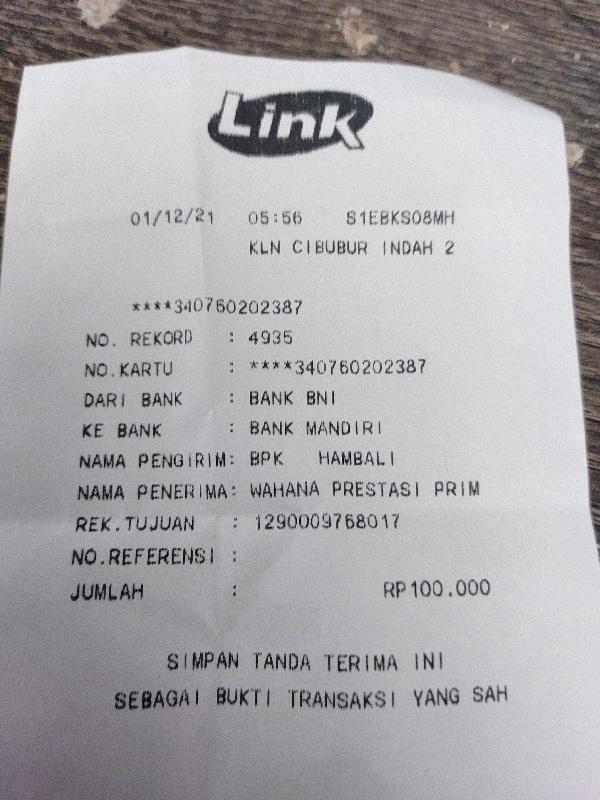 Link
01/12/21 05:56 S1EBKS08MH
KLN CIBUBUR INDAH 2
****340760202387
NO. REKORD : 4935
NO.KARTU : ****340760202387
DARI BANK : BANK BNI
KE BANK : BANK MANDIRI
NAMA PENGIRIM: BPK HAMBALI
NAMA PENERIMA: WAHANA PRESTASI PRIM
REK.TUJUAN : 1290009768017
NO.REFERENSI :
JUMLAH : RP100.000
SIMPAN TANDA TERIMA INI
SEBAGAI BUKTI TRANSAKSI YANG SAH